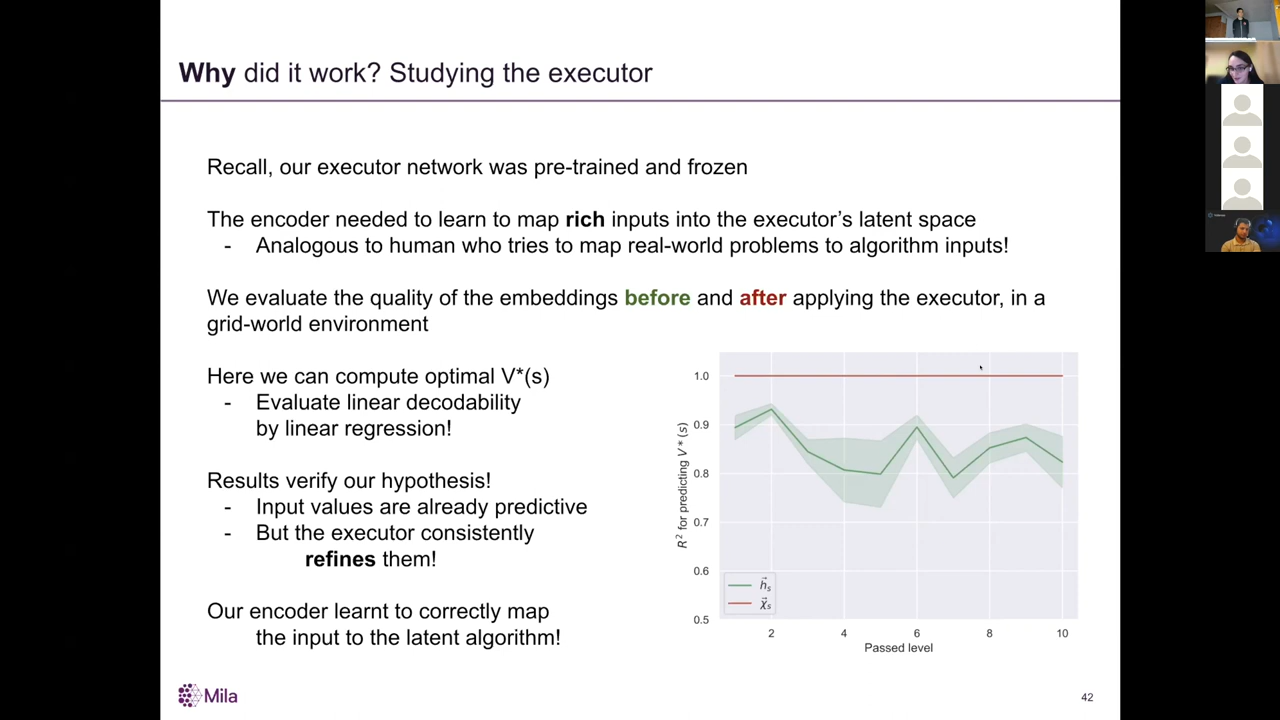 Why did it work? Studying the executor
Recall, our executor network was pre-trained and frozen
The encoder needed to learn to map rich inputs into the executor's latent space
- Analogous to human who tries to map real-world problems to algorithm inputs!
We evaluate the quality of the embeddings before and after applying the executor, in a
grid-world environment
Here we can compute optimal V*(s)
- Evaluate linear decodability
by linear regression!
Results verify our hypothesis!
- Input values are already predictive
- But the executor consistently
refines them!
Our encoder learnt to correctly map
the input to the latent algorithm!
R² for predicting V*(s)
1.0
0.9
0.8
0.7
0.6
0.5
h⃗ₛ
χ⃗ₛ
2 4 6 8 10
Passed level
Mila
42